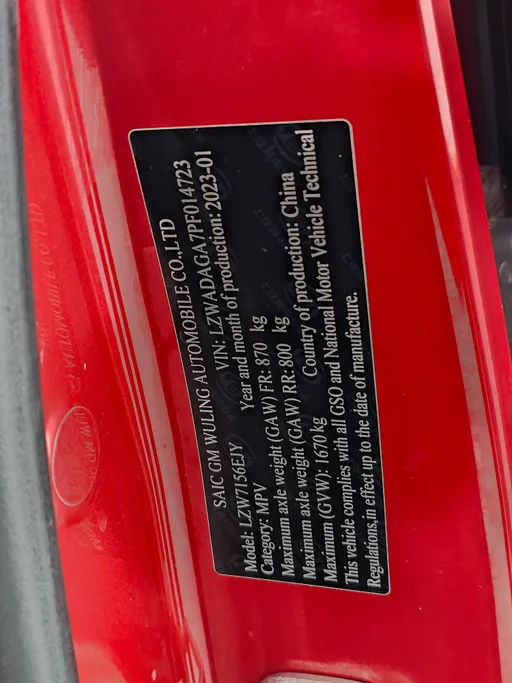 SAIC GM WULING AUTOMOBILE CO.,LTD
Model: LZW7156EJY VIN: LZWADAGA7PF014723
Category: MPV Year and month of production: 2023-01
Maximum axle weight (GAW) FR: 870 kg
Maximum axle weight (GAW) RR: 800 kg
Maximum (GVW): 1670 kg Country of production: China
This vehicle complies with all GSO and National Motor Vehicle Technical
Regulations,in effect up to the date of manufacture.